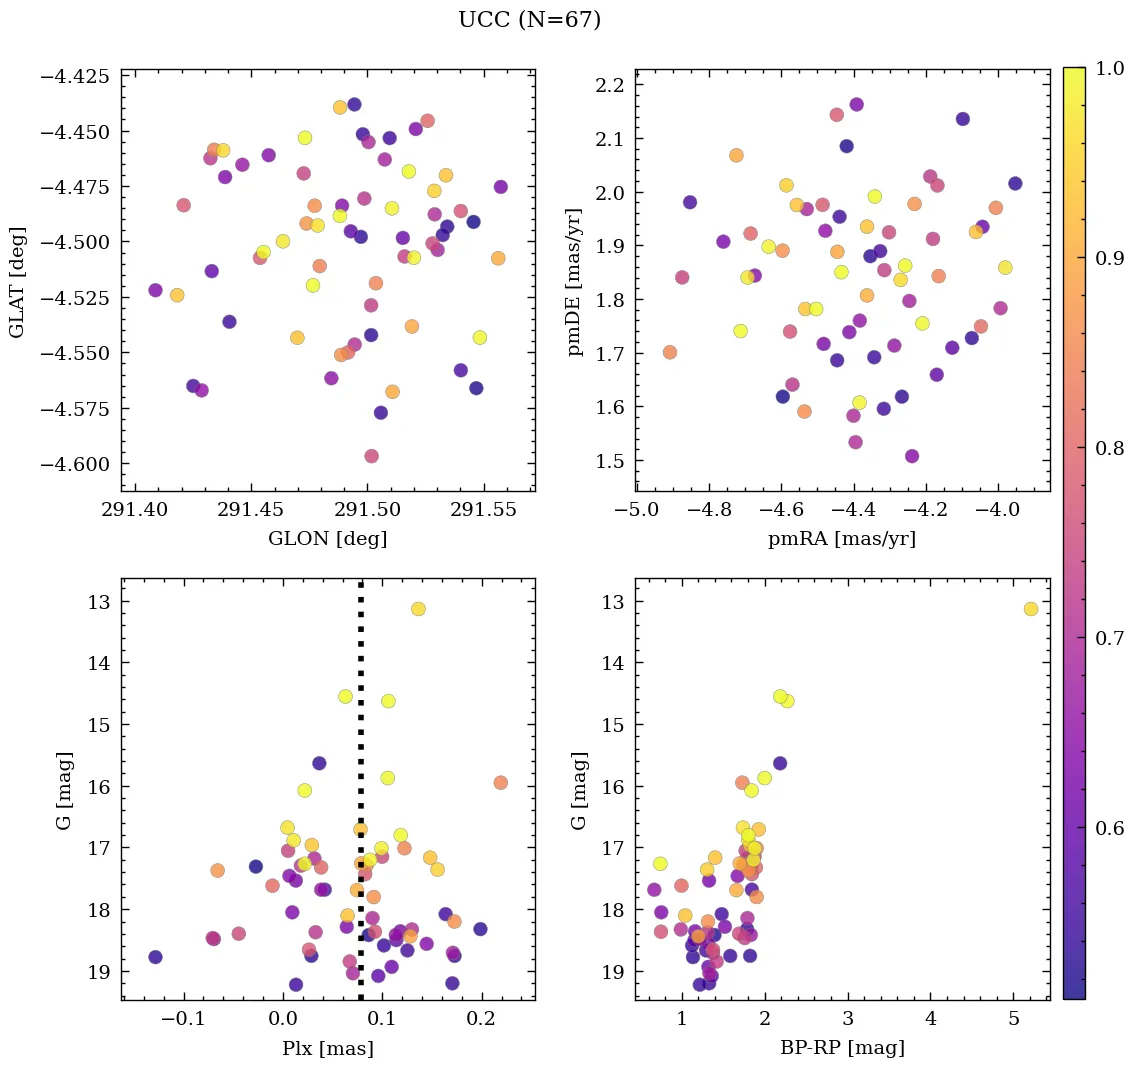 UCC (N=67)
−4.425
−4.450
−4.475
−4.500
−4.525
−4.550
−4.575
−4.600
GLAT [deg]
291.40 291.45 291.50 291.55
GLON [deg]
2.2
2.1
2.0
1.9
1.8
1.7
1.6
1.5
pmDE [mas/yr]
−5.0 −4.8 −4.6 −4.4 −4.2 −4.0
pmRA [mas/yr]
13
14
15
16
17
18
19
G [mag]
−0.1 0.0 0.1 0.2
Plx [mas]
13
14
15
16
17
18
19
G [mag]
1 2 3 4 5
BP-RP [mag]
1.0
0.9
0.8
0.7
0.6